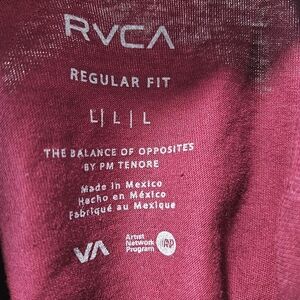 RVCA
REGULAR FIT
L | L | L
THE BALANCE OF OPPOSITES
BY PM TENORE
Made in Mexico
Hecho en México
Fabriqué au Mexique
VA
Artist
Network
Program